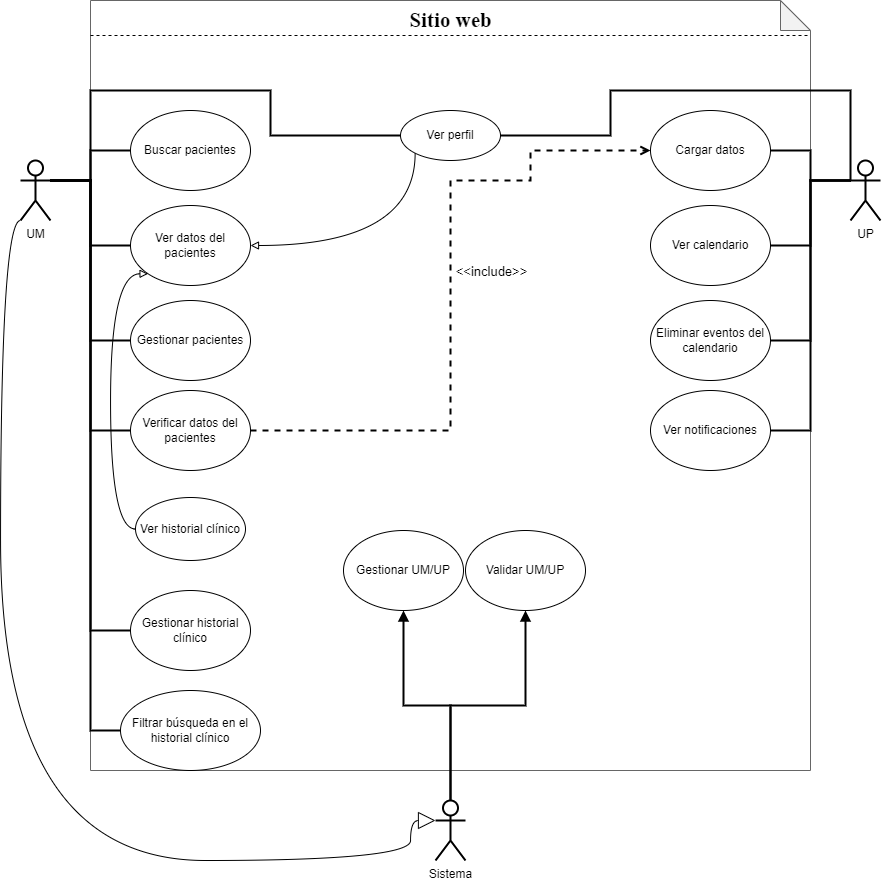 Sitio web
Ver perfil
Buscar pacientes
Cargar datos
UM
UP
Ver datos del
pacientes
Ver calendario
<<include>>
Gestionar pacientes
Eliminar eventos del
calendario
Verificar datos del
pacientes
Ver notificaciones
Ver historial clínico
Gestionar UM/UP
Validar UM/UP
Gestionar historial
clínico
Filtrar búsqueda en el
historial clínico
Sistema